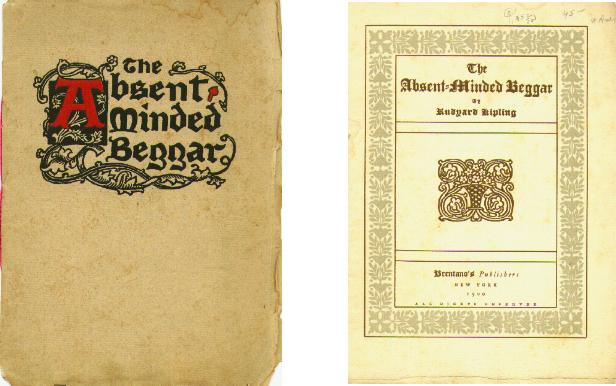 The
Absent-
Minded
Beggar
45-
The
Absent-Minded Beggar
By
Rudyard Kipling
Brentano's Publishers
NEW YORK
1900
ALL RIGHTS RESERVED